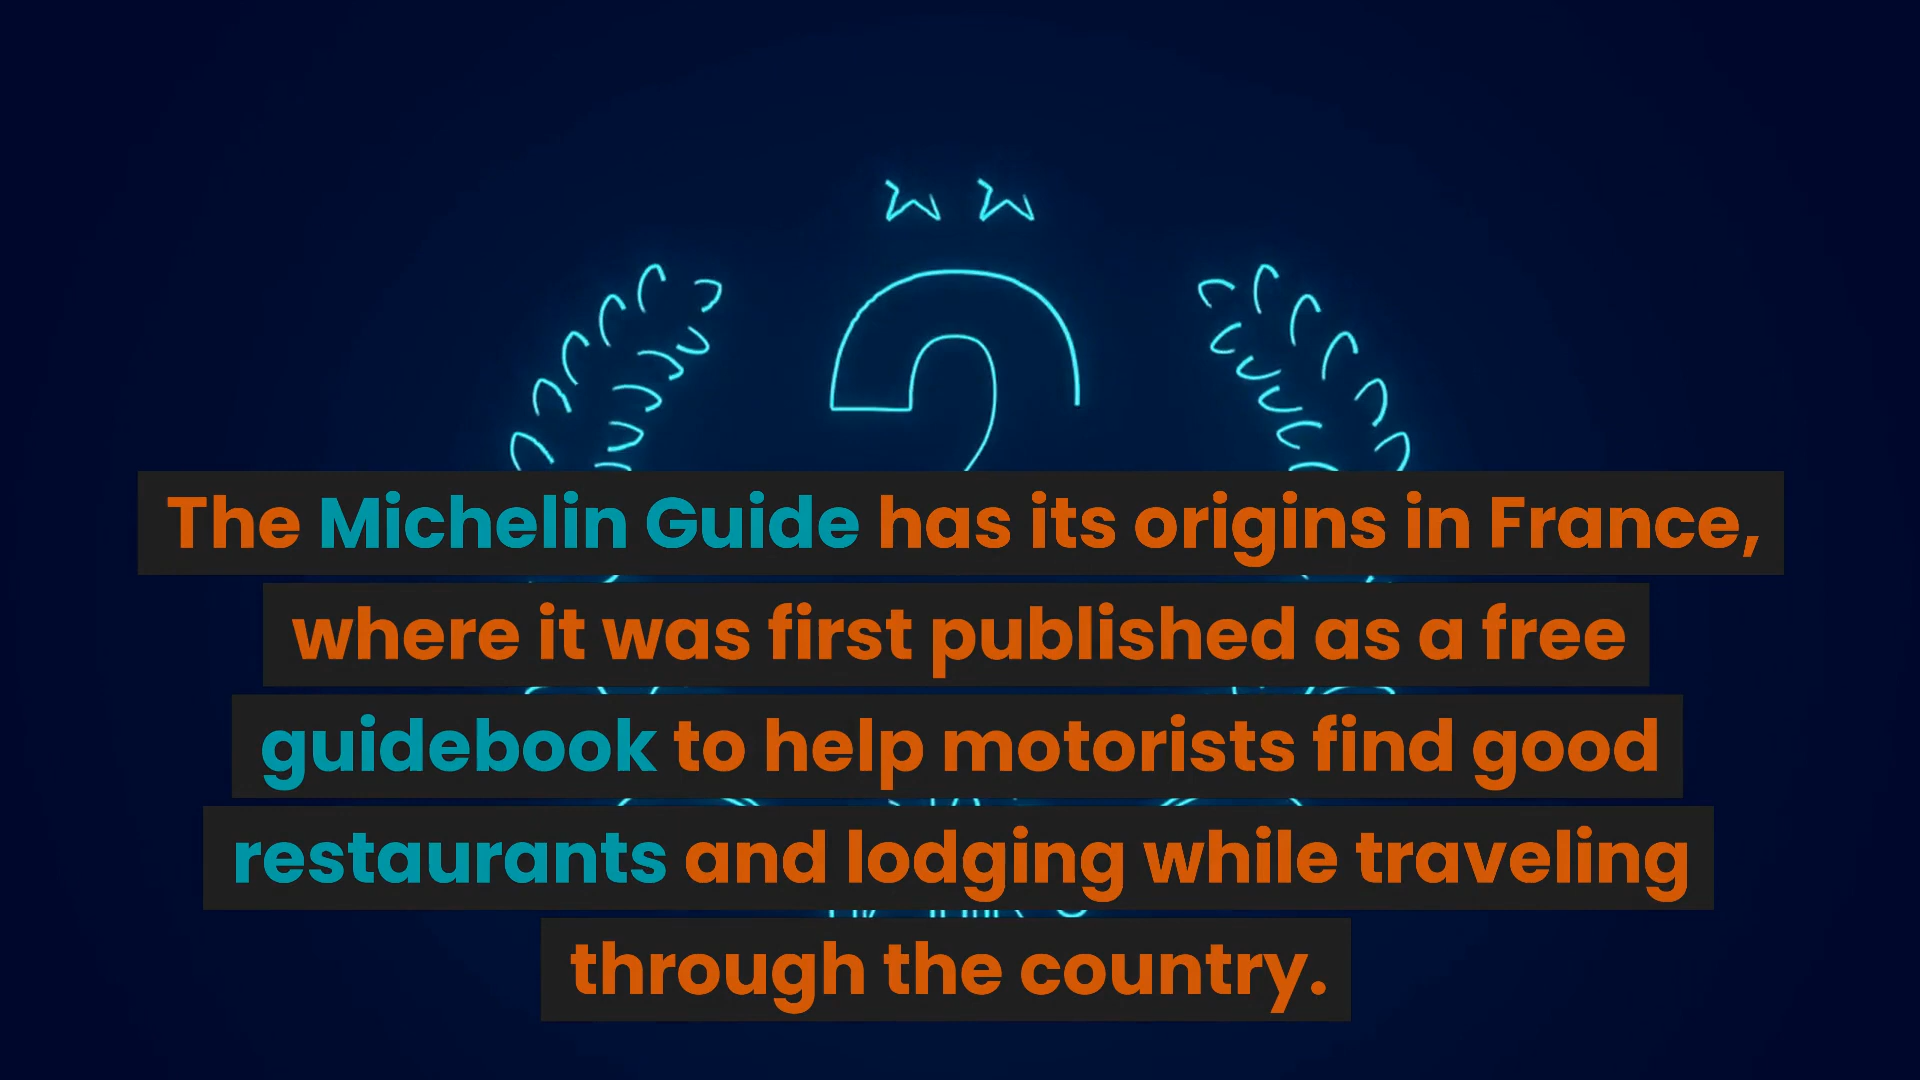 The Michelin Guide has its origins in France,
where it was first published as a free
guidebook to help motorists find good
restaurants and lodging while traveling
through the country.